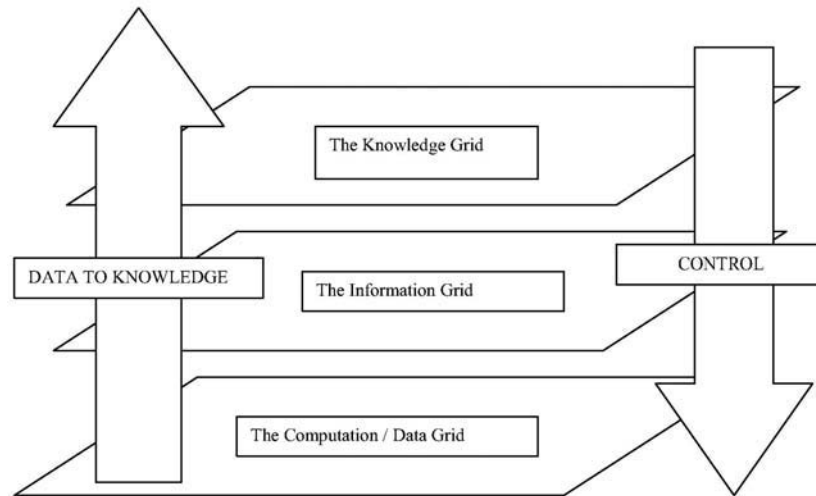 The Knowledge Grid
DATA TO KNOWLEDGE
CONTROL
The Information Grid
The Computation / Data Grid